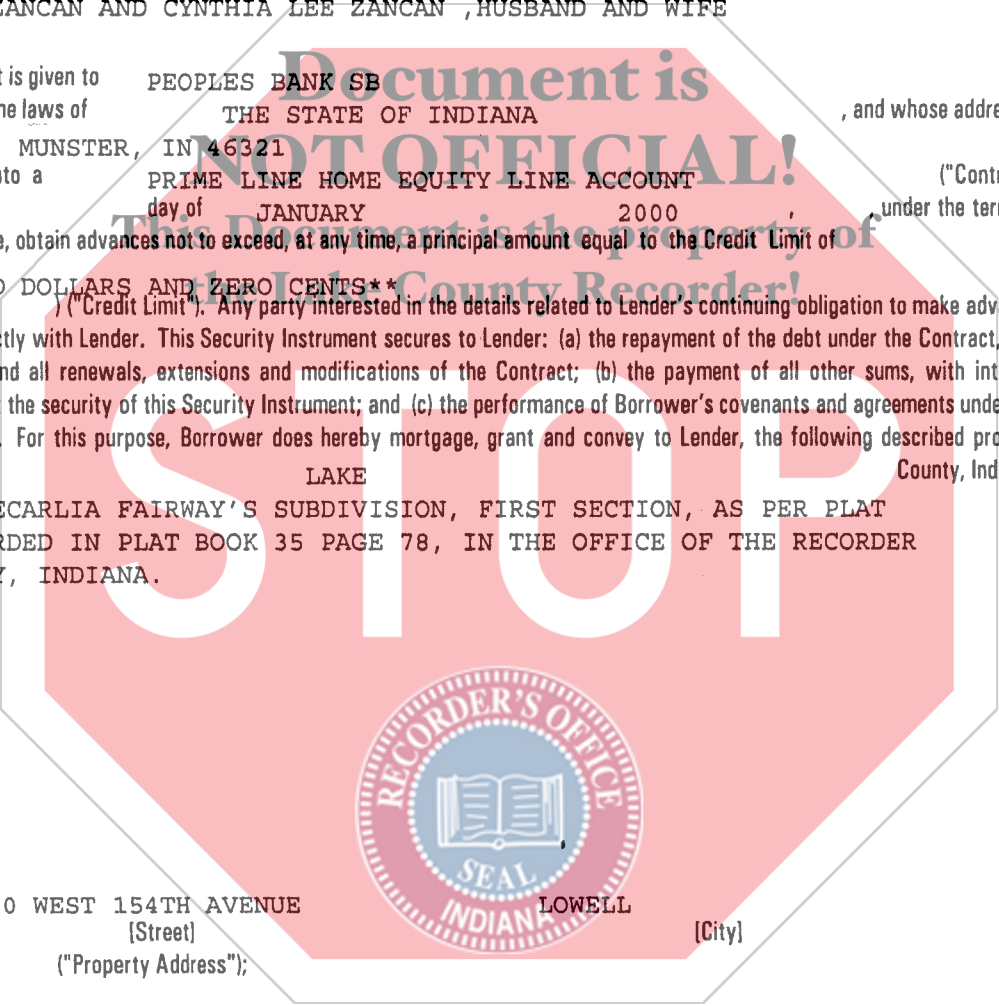 ZANCAN AND CYNTHIA LEE ZANCAN ,HUSBAND AND WIFE
Document is
t is given to PEOPLES BANK SB
he laws of THE STATE OF INDIANA , and whose addre
NOT OFFICIAL!
MUNSTER, IN 46321
nto a PRIME LINE HOME EQUITY LINE ACCOUNT ("Contr
day of JANUARY 2000 , , under the terr
This Document is the property of
e, obtain advances not to exceed, at any time, a principal amount equal to the Credit Limit of
the Lake County Recorder!
D DOLLARS AND ZERO CENTS**
) ("Credit Limit"). Any party interested in the details related to Lender's continuing obligation to make adv
ctly with Lender. This Security Instrument secures to Lender: (a) the repayment of the debt under the Contract,
nd all renewals, extensions and modifications of the Contract; (b) the payment of all other sums, with int
the security of this Security Instrument; and (c) the performance of Borrower's covenants and agreements unde
. For this purpose, Borrower does hereby mortgage, grant and convey to Lender, the following described pro
LAKE County, Ind
ECARLIA FAIRWAY'S SUBDIVISION, FIRST SECTION, AS PER PLAT
RDED IN PLAT BOOK 35 PAGE 78, IN THE OFFICE OF THE RECORDER
Y, INDIANA.
STOP
RECORDER'S OFFICE
SEAL
INDIANA
0 WEST 154TH AVENUE LOWELL
[Street] [City]
("Property Address");